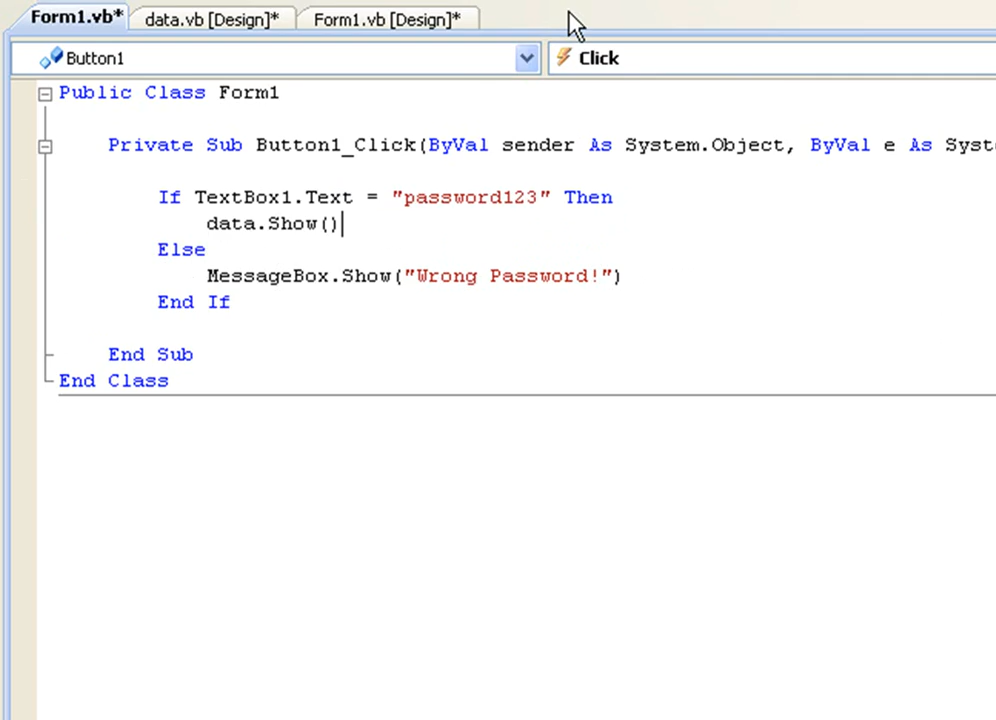 Form1.vb* data.vb [Design]* Form1.vb [Design]*
Button1 Click
Public Class Form1
Private Sub Button1_Click(ByVal sender As System.Object, ByVal e As Syst
If TextBox1.Text = "password123" Then
data.Show()
Else
MessageBox.Show("Wrong Password!")
End If
End Sub
End Class